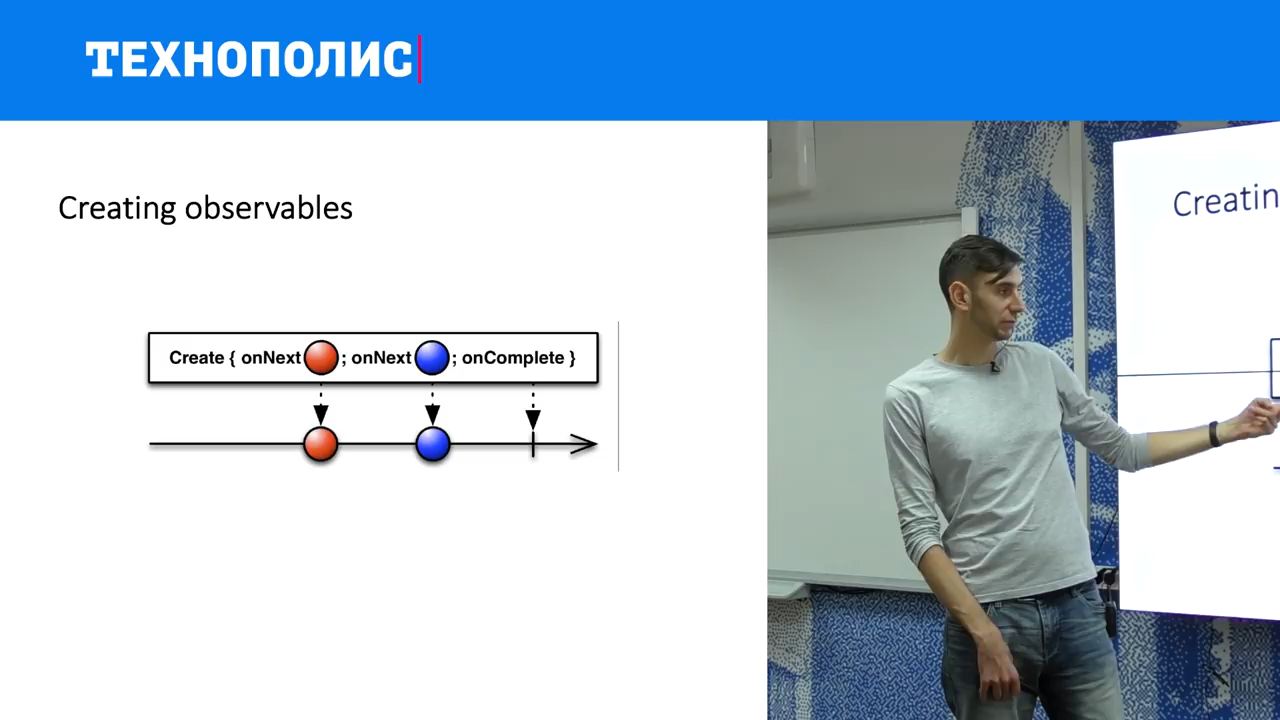 ТЕХНОПОЛИС
Creating observables
Create { onNext ; onNext ; onComplete }
Creatin